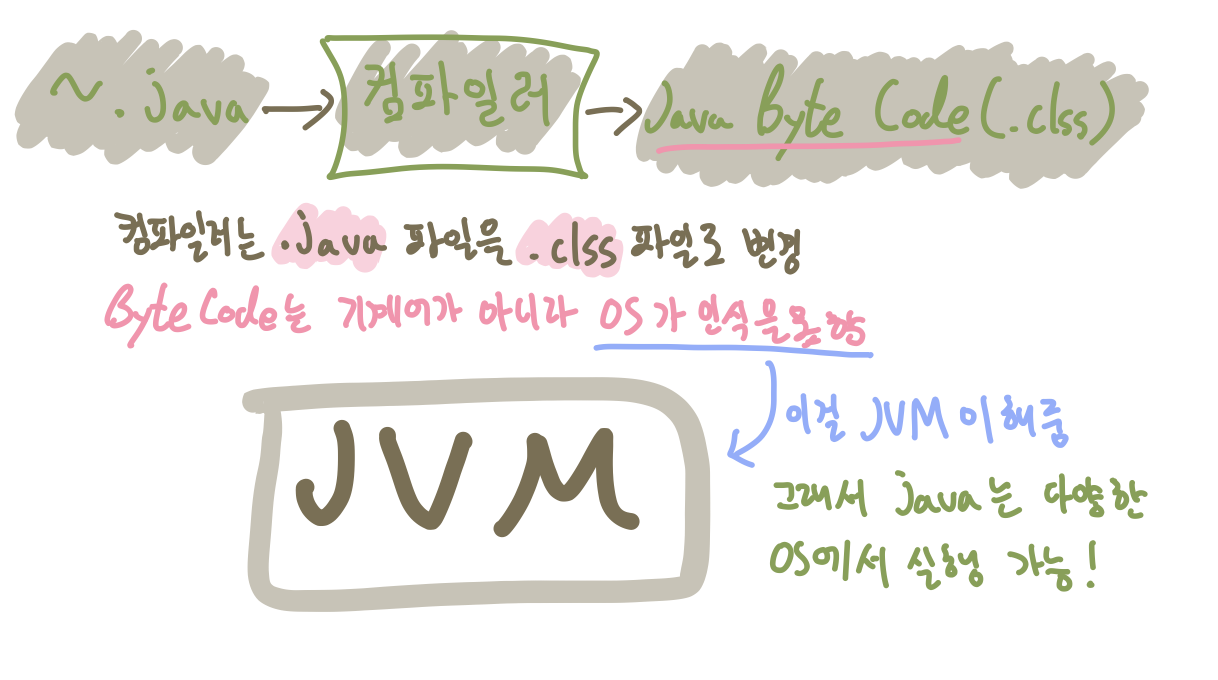 ~.java → 컴파일러 → Java Byte Code(.clss)
컴파일러는 .java 파일을 .clss 파일로 변경
Byte Code는 기계어가 아니라 OS가 인식을못함
이걸 JVM이해줌
JVM
그래서 java는 다양한
OS에서 실행 가능!